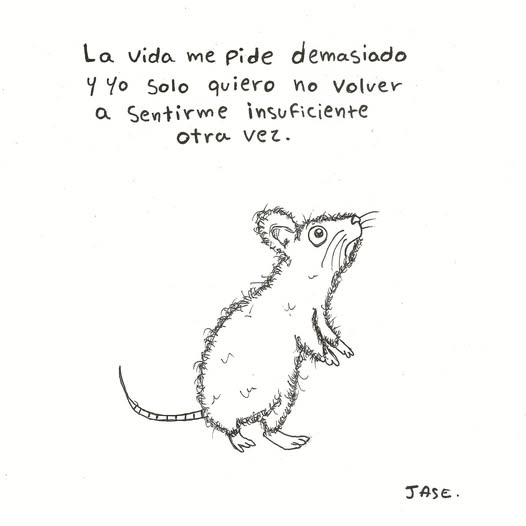 La vida me pide demasiado
y yo solo quiero no volver
a sentirme insuficiente
otra vez.
JASE.